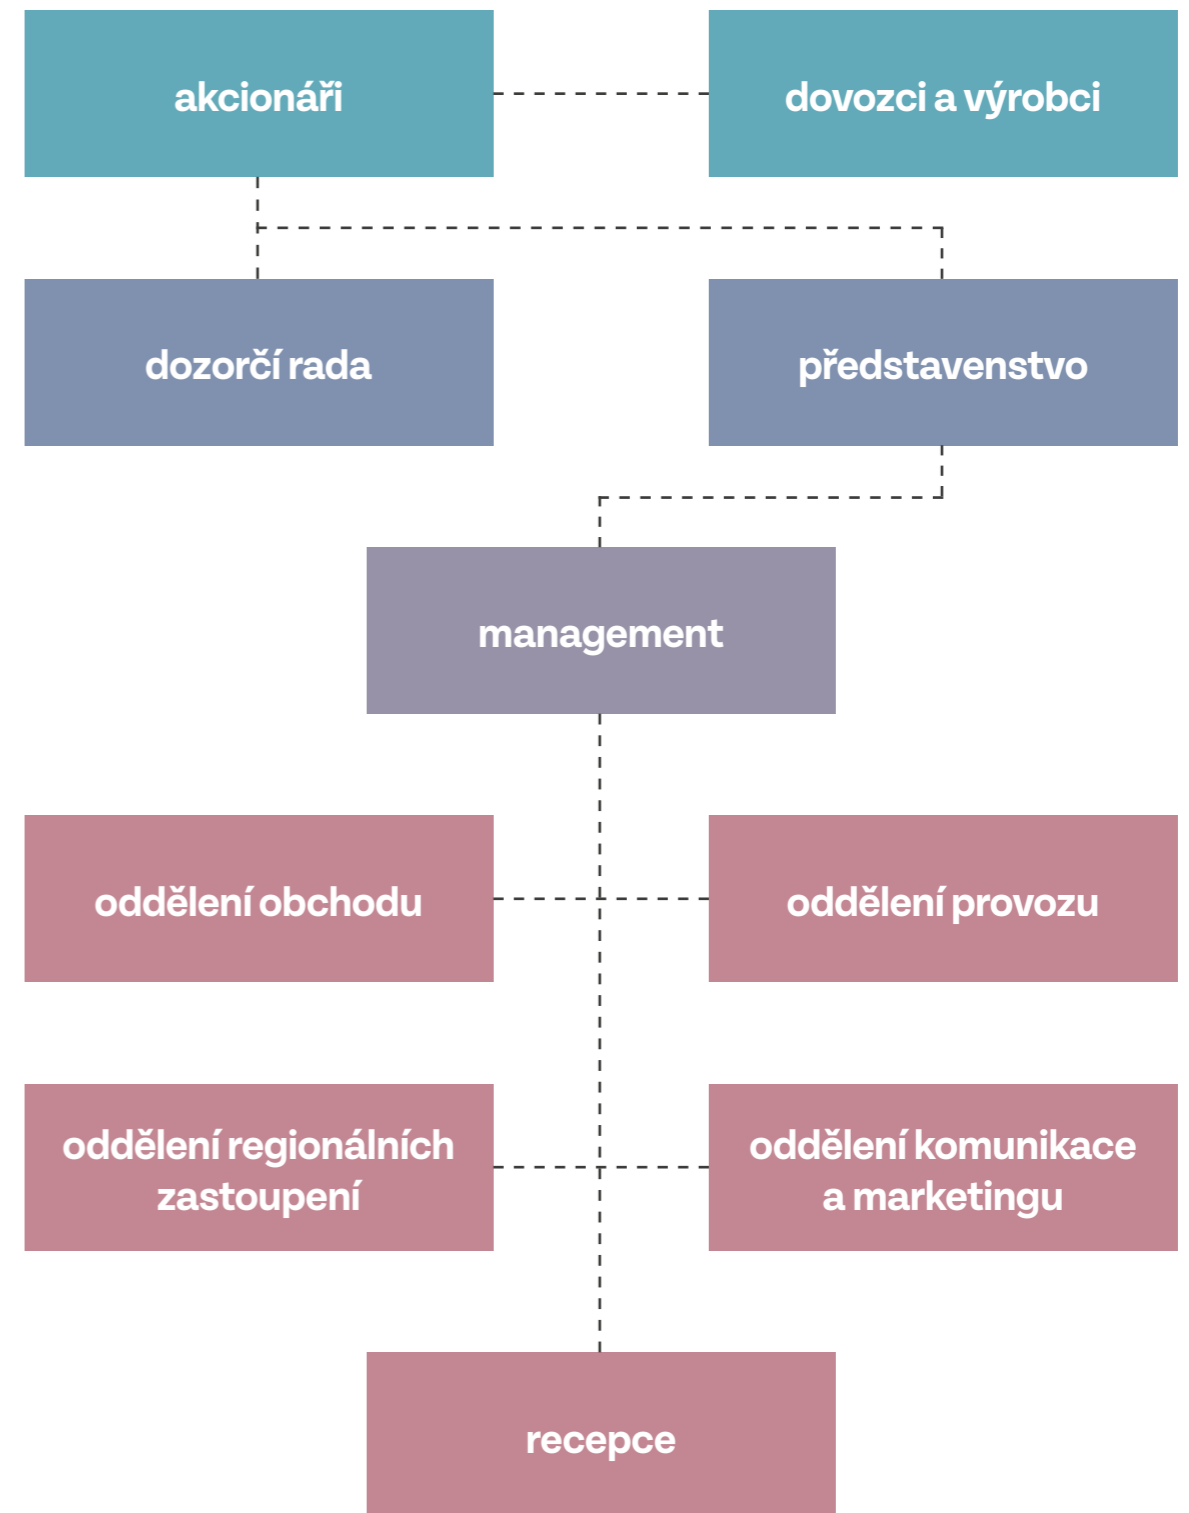 akcionáři
dovozci a výrobci
dozorčí rada
představenstvo
management
oddělení obchodu
oddělení provozu
oddělení regionálních
zastoupení
oddělení komunikace
a marketingu
recepce